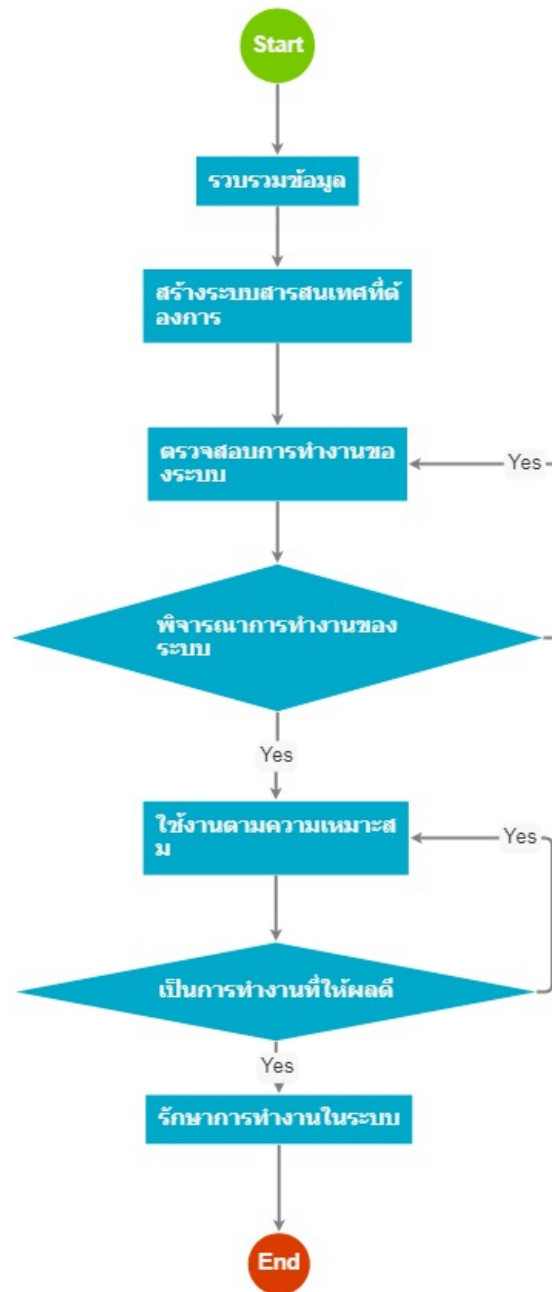 Start
รวบรวมข้อมูล
สร้างระบบสารสนเทศที่ต้
องการ
ตรวจสอบการทำงานขอ
งระบบ
Yes
พิจารณาการทำงานของ
ระบบ
Yes
ใช้งานตามความเหมาะส
ม
Yes
เป็นการทำงานที่ให้ผลดี
Yes
รักษาการทำงานในระบบ
End